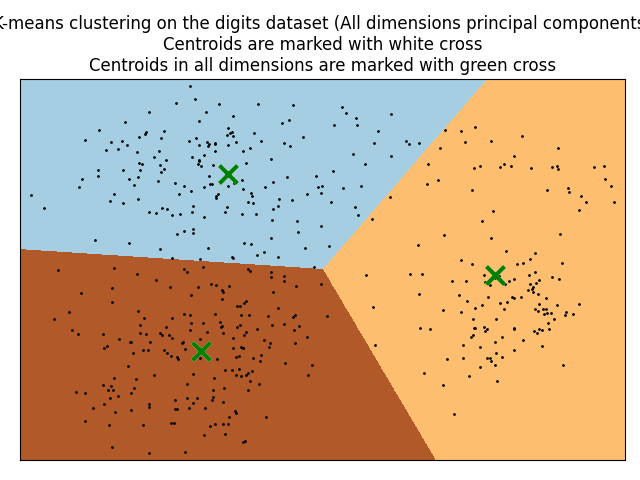 K-means clustering on the digits dataset (All dimensions principal components
Centroids are marked with white cross
Centroids in all dimensions are marked with green cross